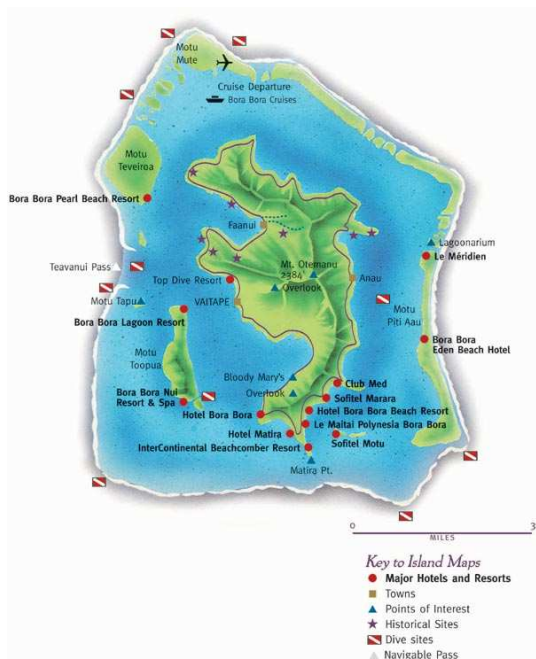 Motu
Mute
Cruise Departure
Bora Bora Cruises
Motu
Teveiroa
Bora Bora Pearl Beach Resort
Faanui
Lagoonarium
Le Méridien
Teavanui Pass
Mt. Otemanu
2384'
Overlook
Anau
Top Dive Resort
Motu Tapu
VAITAPE
Bora Bora Lagoon Resort
Motu
Piti Aau
Bora Bora
Eden Beach Hotel
Motu
Toopua
Bloody Mary's
Overlook
Club Med
Sofitel Marara
Bora Bora Nui
Resort & Spa
Hotel Bora Bora
Hotel Bora Bora Beach Resort
Le Maitai Polynesia Bora Bora
Hotel Matira
Sofitel Motu
InterContinental Beachcomber Resort
Matira Pt.
0 3
MILES
Key to Island Maps
Major Hotels and Resorts
Towns
Points of Interest
Historical Sites
Dive sites
Navigable Pass